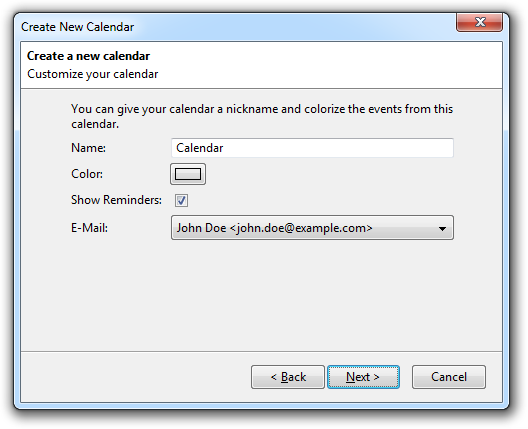 Create New Calendar
Create a new calendar
Customize your calendar
You can give your calendar a nickname and colorize the events from this
calendar.
Name: Calendar
Color:
Show Reminders:
E-Mail: John Doe <john.doe@example.com>
< Back Next > Cancel